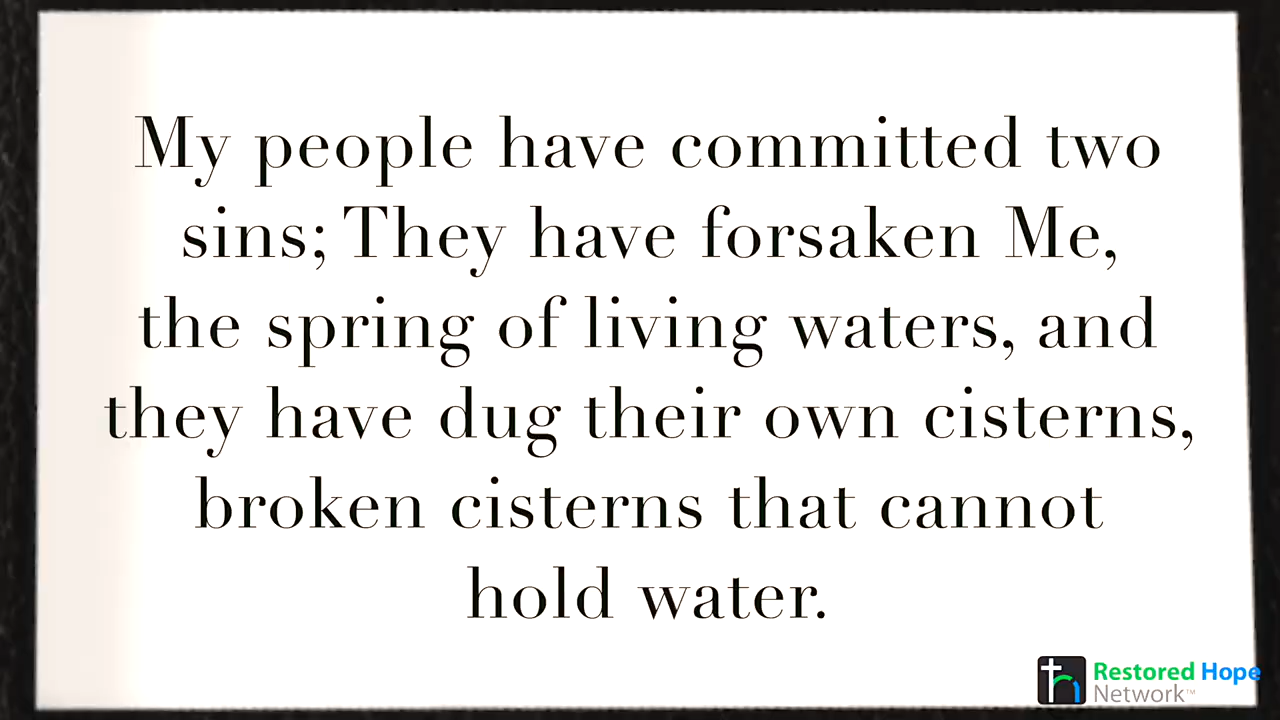 My people have committed two
sins; They have forsaken Me,
the spring of living waters, and
they have dug their own cisterns,
broken cisterns that cannot
hold water.
Restored Hope
Network™